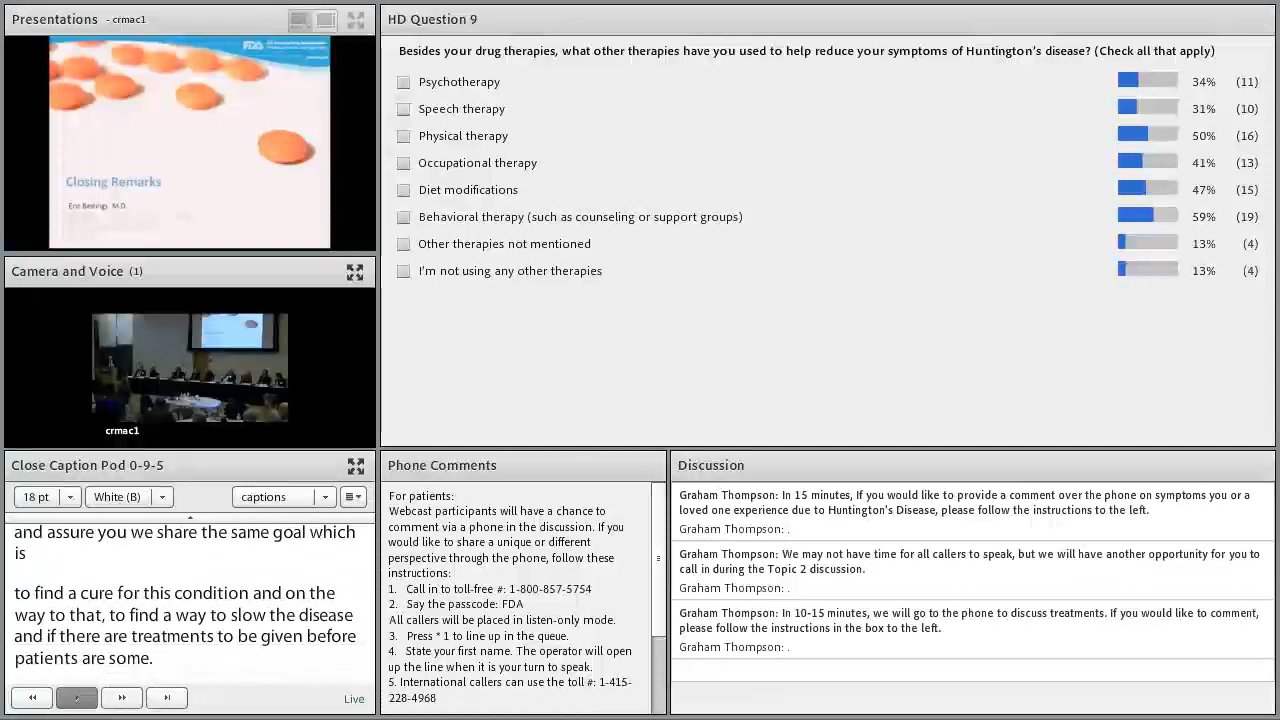 Presentations - crmac1
FDA
Closing Remarks
Eric Bastings M.D.
Camera and Voice (1)
crmac1
Close Caption Pod 0-9-5
18 pt
White (B)
captions
and assure you we share the same goal which
is
to find a cure for this condition and on the
way to that, to find a way to slow the disease
and if there are treatments to be given before
patients are some.
Live
HD Question 9
Besides your drug therapies, what other therapies have you used to help reduce your symptoms of Huntington's disease? (Check all that apply)
Psychotherapy 34% (11)
Speech therapy 31% (10)
Physical therapy 50% (16)
Occupational therapy 41% (13)
Diet modifications 47% (15)
Behavioral therapy (such as counseling or support groups) 59% (19)
Other therapies not mentioned 13% (4)
I'm not using any other therapies 13% (4)
Phone Comments
For patients:
Webcast participants will have a chance to
comment via a phone in the discussion. If you
would like to share a unique or different
perspective through the phone, follow these
instructions:
1. Call in to toll-free #: 1-800-857-5754
2. Say the passcode: FDA
All callers will be placed in listen-only mode.
3. Press * 1 to line up in the queue.
4. State your first name. The operator will open
up the line when it is your turn to speak.
5. International callers can use the toll #: 1-415-
228-4968
Discussion
Graham Thompson: In 15 minutes, If you would like to provide a comment over the phone on symptoms you or a
loved one experience due to Huntington's Disease, please follow the instructions to the left.
Graham Thompson: .
Graham Thompson: We may not have time for all callers to speak, but we will have another opportunity for you to
call in during the Topic 2 discussion.
Graham Thompson: .
Graham Thompson: In 10-15 minutes, we will go to the phone to discuss treatments. If you would like to comment,
please follow the instructions in the box to the left.
Graham Thompson: .